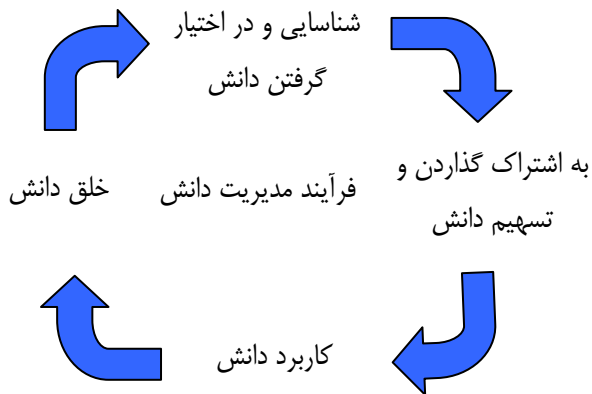 شناسایی و در اختیار
گرفتن دانش
به اشتراک گذاردن و
تسهیم دانش
فرآیند مدیریت دانش
خلق دانش
کاربرد دانش